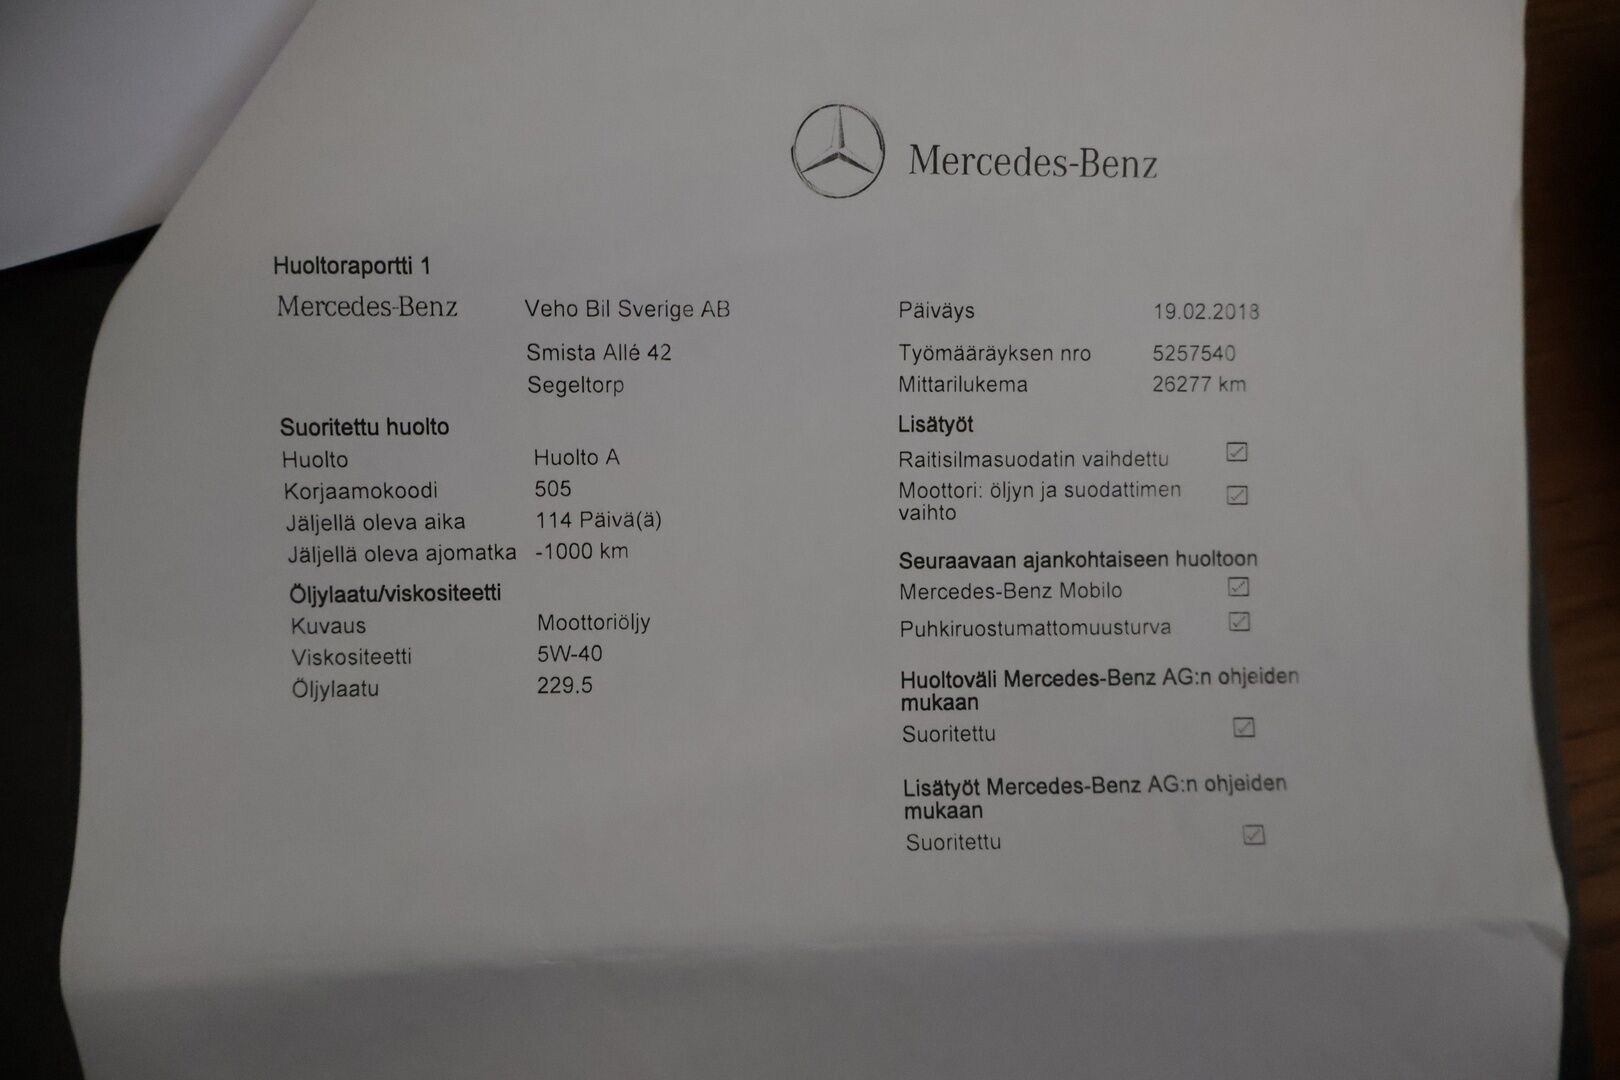 Mercedes-Benz
Huoltoraportti 1
Mercedes-Benz Veho Bil Sverige AB
Smista Allé 42
Segeltorp
Suoritettu huolto
Huolto Huolto A
Korjaamokoodi 505
Jäljellä oleva aika 114 Päivä(ä)
Jäljellä oleva ajomatka -1000 km
Öljylaatu/viskositeetti
Kuvaus Moottoriöljy
Viskositeetti 5W-40
Öljylaatu 229.5
Päiväys 19.02.2018
Työmääräyksen nro 5257540
Mittarilukema 26277 km
Lisätyöt
Raitisilmasuodatin vaihdettu
Moottori: öljyn ja suodattimen
vaihto
Seuraavaan ajankohtaiseen huoltoon
Mercedes-Benz Mobilo
Puhkiruostumattomuusturva
Huoltoväli Mercedes-Benz AG:n ohjeiden
mukaan
Suoritettu
Lisätyöt Mercedes-Benz AG:n ohjeiden
mukaan
Suoritettu